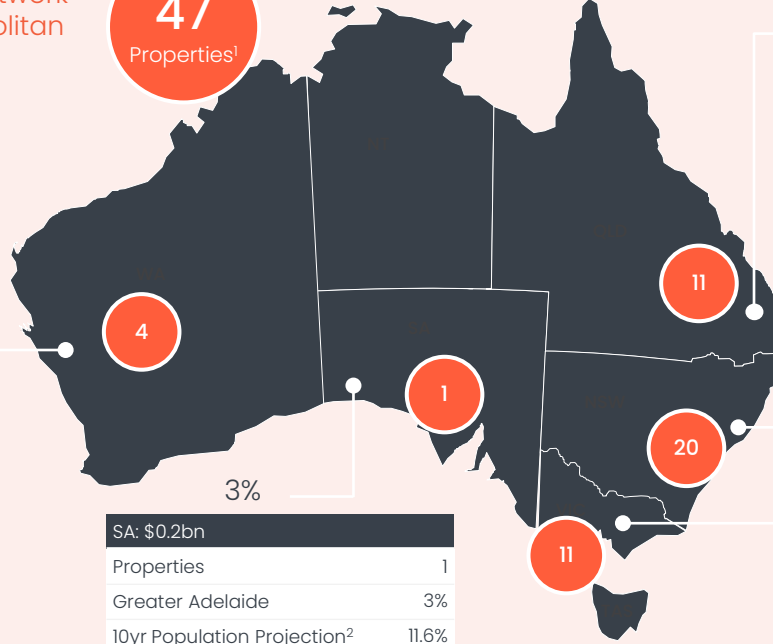 olitan
47
Properties¹
11
4
1
20
3%
11
SA: $0.2bn
Properties 1
Greater Adelaide 3%
10yr Population Projection² 11.6%